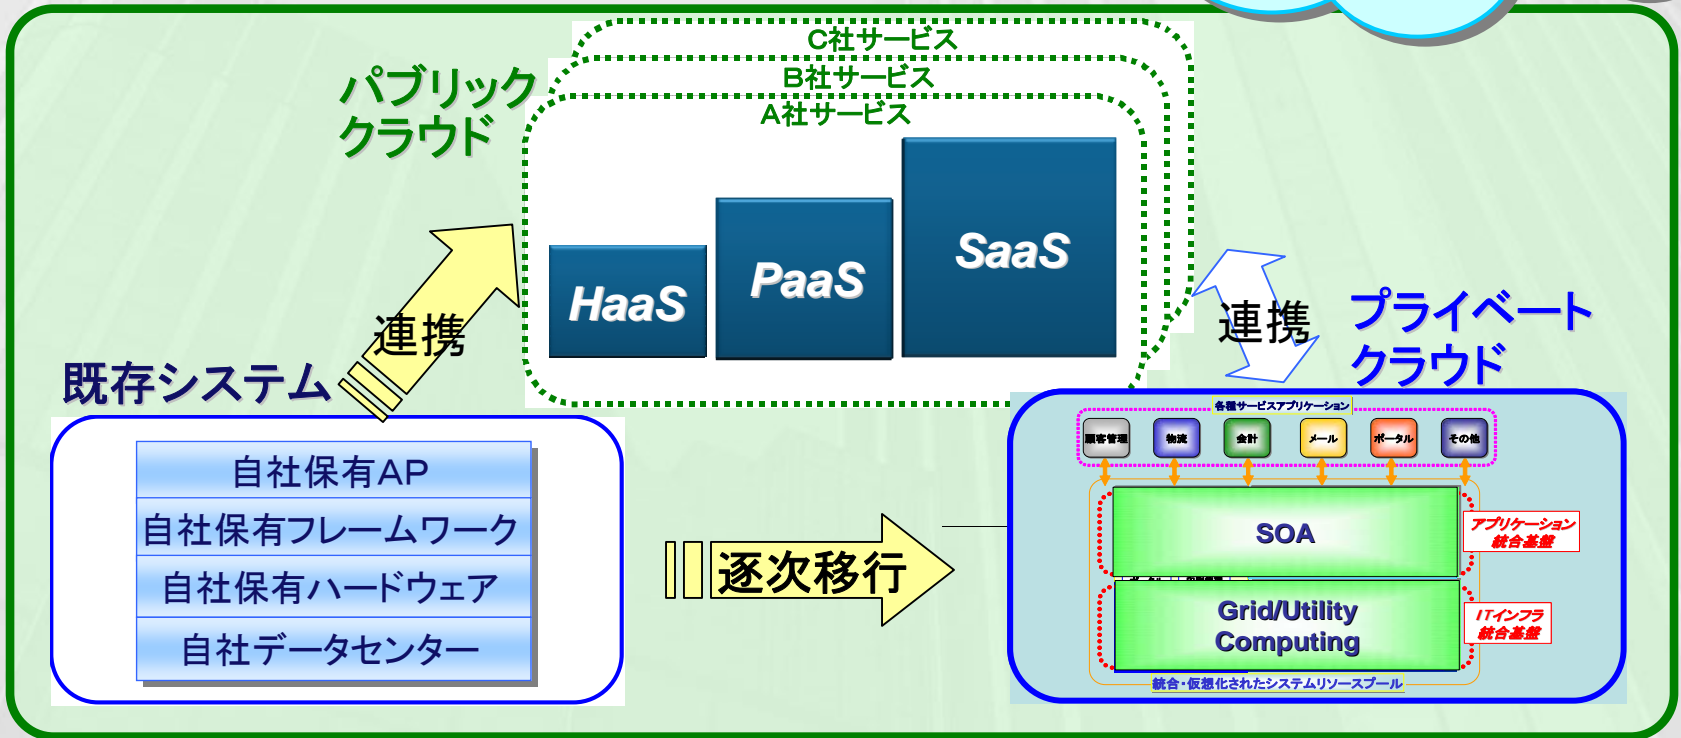 C社サービス
B社サービス
A社サービス
パブリック
クラウド
HaaS
PaaS
SaaS
連携
連携
プライベート
クラウド
既存システム
自社保有AP
自社保有フレームワーク
自社保有ハードウェア
自社データセンター
逐次移行
各種サービスアプリケーション
顧客管理
物流
会計
メール
ポータル
その他
SOA
アプリケーション
統合基盤
Grid/Utility
Computing
ITインフラ
統合基盤
統合・仮想化されたシステムリソースプール